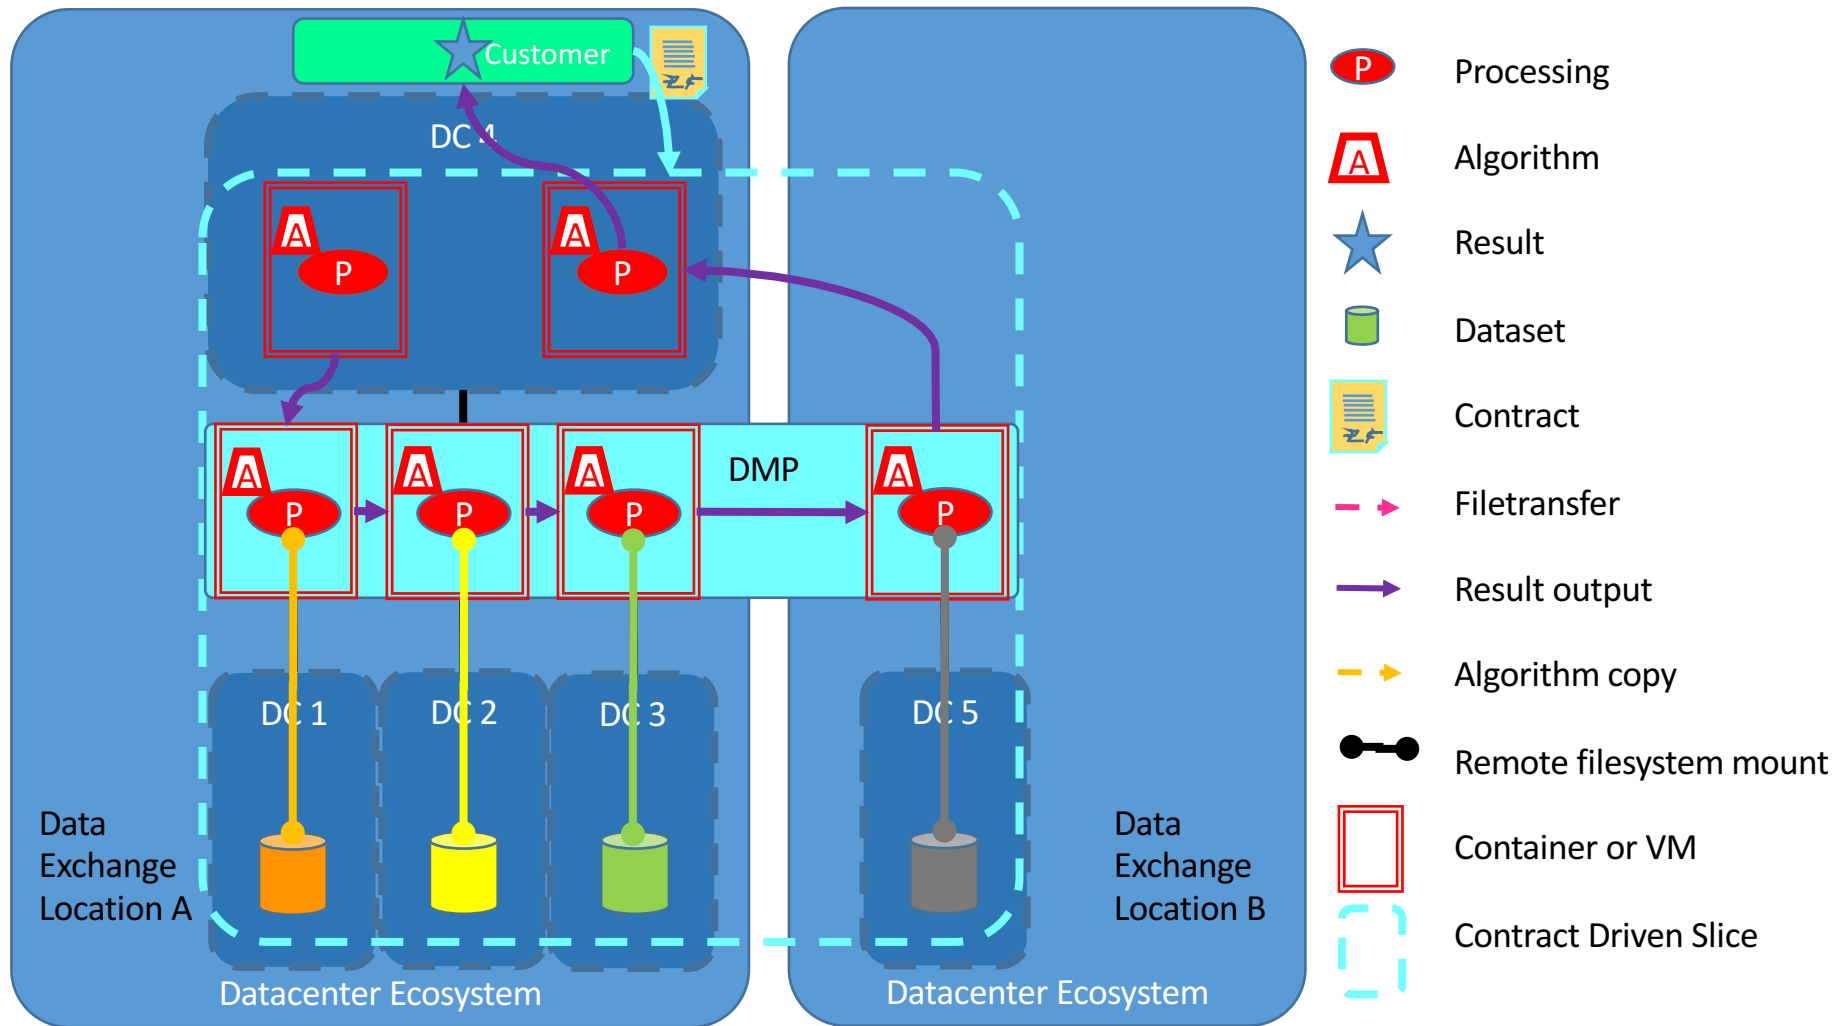 Customer
DC 4
A
P
A
P
A
P
A
P
A
P
DMP
A
P
DC 1
DC 2
DC 3
DC 5
Data
Exchange
Location A
Data
Exchange
Location B
Datacenter Ecosystem
Datacenter Ecosystem
P
Processing
A
Algorithm
Result
Dataset
Contract
Filetransfer
Result output
Algorithm copy
Remote filesystem mount
Container or VM
Contract Driven Slice